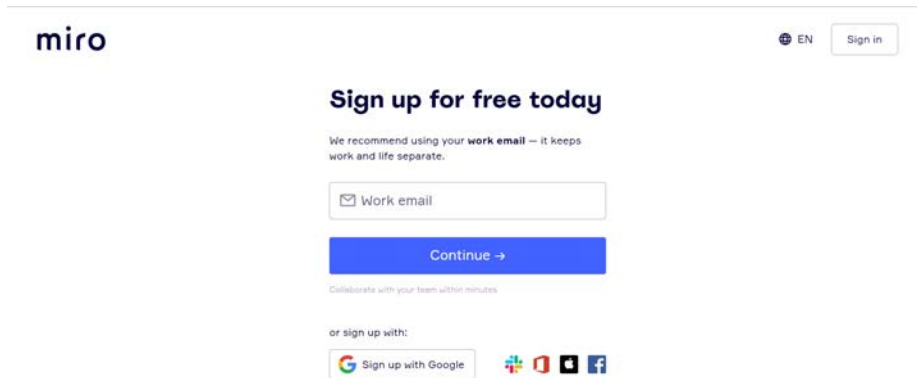 miro
EN
Sign in
Sign up for free today
We recommend using your work email — it keeps
work and life separate.
Work email
Continue →
Collaborate with your team within minutes
or sign up with:
Sign up with Google